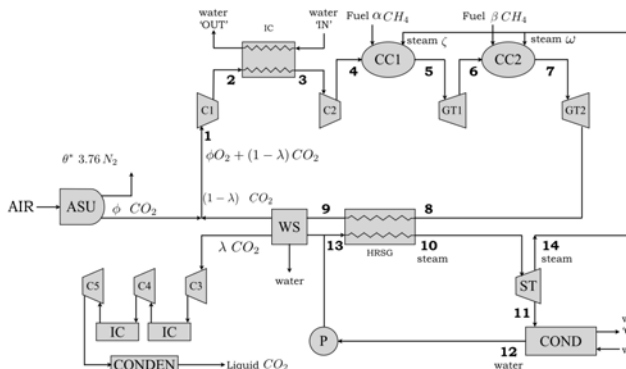 water
'OUT'
water
'IN'
IC
Fuel αCH₄
Fuel βCH₄
steam ζ
steam ω
CC1
CC2
2
3
4
5
6
7
C1
C2
GT1
GT2
1
ϕO₂ + (1 − λ) CO₂
θ* 3.76 N₂
AIR
ASU
ϕ CO₂
(1 − λ) CO₂
WS
9
8
λ CO₂
13
HRSG
10
steam
14
steam
water
C5
C4
C3
ST
IC
IC
11
P
12
water
COND
CONDEN
Liquid CO₂